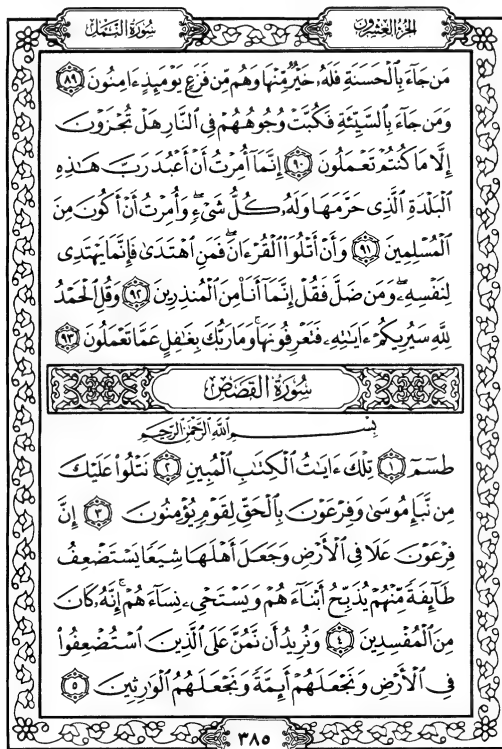 الجزء العشرون
سورة النمل
مَن جَآءَ بِٱلْحَسَنَةِ فَلَهُۥ خَيْرٌ مِّنْهَا وَهُم مِّن فَزَعٍ يَوْمَئِذٍ ءَامِنُونَ ٨٩
وَمَن جَآءَ بِٱلسَّيِّئَةِ فَكُبَّتْ وُجُوهُهُمْ فِى ٱلنَّارِ هَلْ تُجْزَوْنَ
إِلَّا مَا كُنتُمْ تَعْمَلُونَ ٩٠ إِنَّمَآ أُمِرْتُ أَنْ أَعْبُدَ رَبَّ هَٰذِهِ
ٱلْبَلْدَةِ ٱلَّذِى حَرَّمَهَا وَلَهُۥ كُلُّ شَىْءٍ ۖ وَأُمِرْتُ أَنْ أَكُونَ مِنَ
ٱلْمُسْلِمِينَ ٩١ وَأَنْ أَتْلُوَا۟ ٱلْقُرْءَانَ ۖ فَمَنِ ٱهْتَدَىٰ فَإِنَّمَا يَهْتَدِى
لِنَفْسِهِۦ ۖ وَمَن ضَلَّ فَقُلْ إِنَّمَآ أَنَا۠ مِنَ ٱلْمُنذِرِينَ ٩٢ وَقُلِ ٱلْحَمْدُ
لِلَّهِ سَيُرِيكُمْ ءَايَٰتِهِۦ فَتَعْرِفُونَهَا ۚ وَمَا رَبُّكَ بِغَٰفِلٍ عَمَّا تَعْمَلُونَ ٩٣
سُورَةُ القَصَصِ
بِسْمِ ٱللَّهِ ٱلرَّحْمَٰنِ ٱلرَّحِيمِ
طسٓمٓ ١ تِلْكَ ءَايَٰتُ ٱلْكِتَٰبِ ٱلْمُبِينِ ٢ نَتْلُوا۟ عَلَيْكَ
مِن نَّبَإِ مُوسَىٰ وَفِرْعَوْنَ بِٱلْحَقِّ لِقَوْمٍ يُؤْمِنُونَ ٣ إِنَّ
فِرْعَوْنَ عَلَا فِى ٱلْأَرْضِ وَجَعَلَ أَهْلَهَا شِيَعًا يَسْتَضْعِفُ
طَآئِفَةً مِّنْهُمْ يُذَبِّحُ أَبْنَآءَهُمْ وَيَسْتَحْىِۦ نِسَآءَهُمْ ۚ إِنَّهُۥ كَانَ
مِنَ ٱلْمُفْسِدِينَ ٤ وَنُرِيدُ أَن نَّمُنَّ عَلَى ٱلَّذِينَ ٱسْتُضْعِفُوا۟
فِى ٱلْأَرْضِ وَنَجْعَلَهُمْ أَئِمَّةً وَنَجْعَلَهُمُ ٱلْوَٰرِثِينَ ٥
٣٨٥